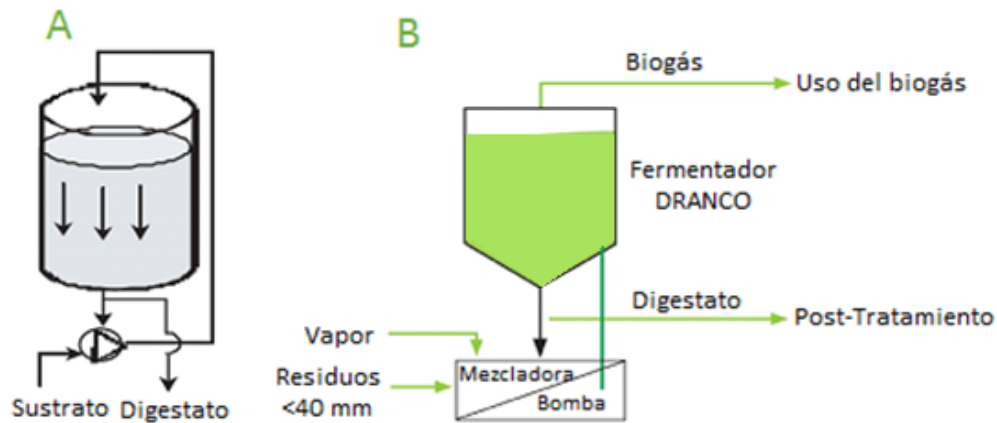 A
Sustrato
Digestato
B
Biogás
Uso del biogás
Fermentador
DRANCO
Digestato
Post-Tratamiento
Vapor
Residuos
<40 mm
Mezcladora
Bomba